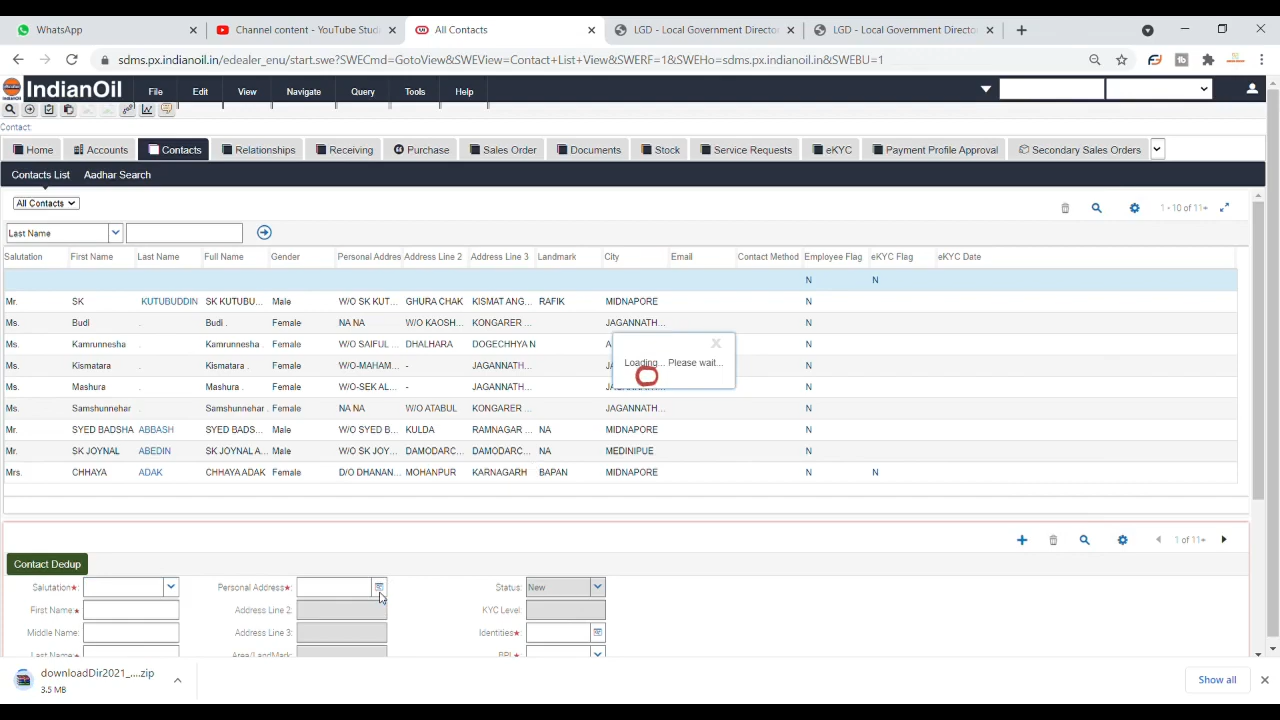 WhatsApp
Channel content - YouTube Studi
All Contacts
LGD - Local Government Director
LGD - Local Government Director
sdms.px.indianoil.in/edealer_enu/start.swe?SWECmd=GotoView&SWEView=Contact+List+View&SWERF=1&SWEHo=sdms.px.indianoil.in&SWEBU=1
IndianOil File Edit View Navigate Query Tools Help
Contact:
Home Accounts Contacts Relationships Receiving Purchase Sales Order Documents Stock Service Requests eKYC Payment Profile Approval Secondary Sales Orders
Contacts List Aadhar Search
All Contacts 1 - 10 of 11+
Last Name
Salutation First Name Last Name Full Name Gender Personal Addres Address Line 2 Address Line 3 Landmark City Email Contact Method Employee Flag eKYC Flag eKYC Date
N N
Mr. SK KUTUBUDDIN SK KUTUBU... Male W/O SK KUT... GHURA CHAK KISMAT ANG... RAFIK MIDNAPORE N
Ms. Budi . Budi . Female NA NA W/O KAOSH... KONGARER ... JAGANNATH... N
Ms. Kamrunnesha . Kamrunnesha . Female W/O SAIFUL ... DHALHARA DOGECHHYA N A N
Ms. Kismatara . Kismatara . Female W/O-MAHAM... - JAGANNATH... N
Ms. Mashura . Mashura . Female W/O-SEK AL... - JAGANNATH... JAGANNATH... N
Ms. Samshunnehar . Samshunnehar . Female NA NA W/O ATABUL KONGARER ... JAGANNATH... N
Mr. SYED BADSHA ABBASH SYED BADS... Male W/O SYED B... KULDA RAMNAGAR ... NA MIDNAPORE N
Mr. SK JOYNAL ABEDIN SK JOYNAL A... Male W/O SK JOY... DAMODARC... DAMODARC... NA MEDINIPUE N
Mrs. CHHAYA ADAK CHHAYA ADAK Female D/O DHANAN... MOHANPUR KARNAGARH BAPAN MIDNAPORE N N
Loading... Please wait...
1 of 11+
Contact Dedup
Salutation★: Personal Address★: Status: New
First Name:★ Address Line 2: KYC Level:
Middle Name: Address Line 3: Identities★:
Last Name:★ Area/LandMark: BPL★:
downloadDir2021_....zip
3.5 MB
Show all